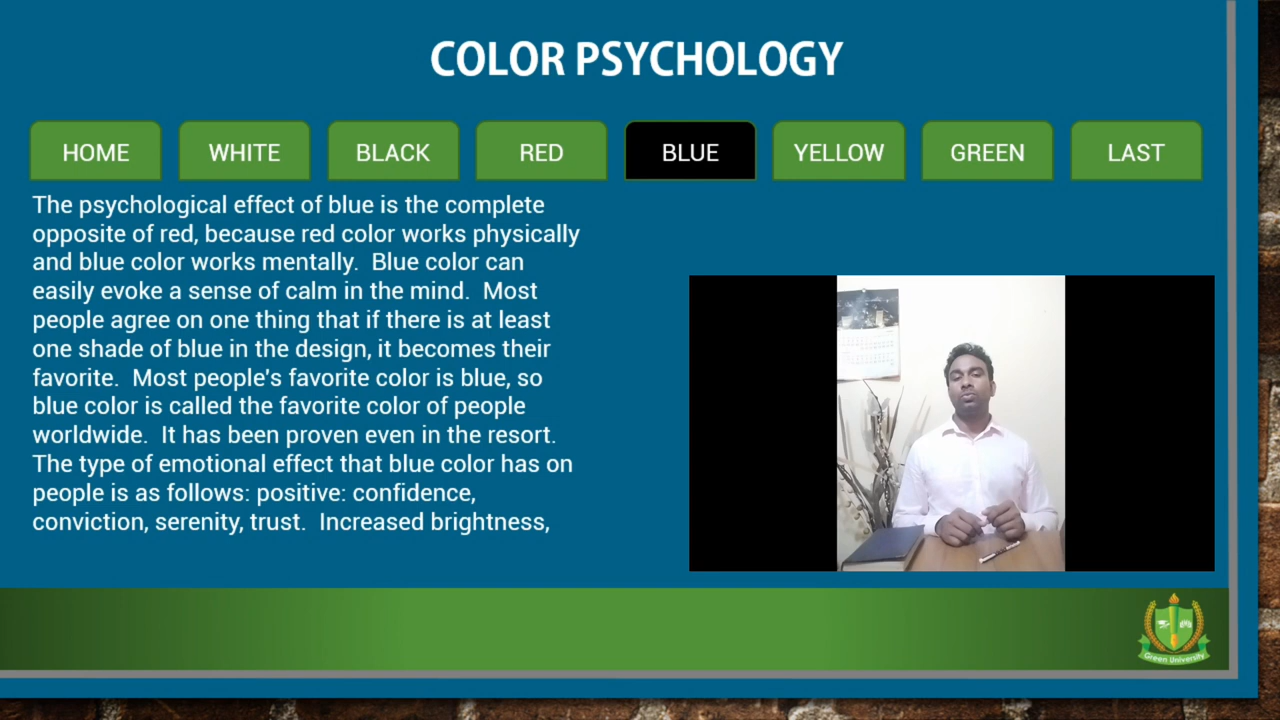 COLOR PSYCHOLOGY
HOME WHITE BLACK RED BLUE YELLOW GREEN LAST
The psychological effect of blue is the complete
opposite of red, because red color works physically
and blue color works mentally.  Blue color can
easily evoke a sense of calm in the mind.  Most
people agree on one thing that if there is at least
one shade of blue in the design, it becomes their
favorite.  Most people's favorite color is blue, so
blue color is called the favorite color of people
worldwide.  It has been proven even in the resort.
The type of emotional effect that blue color has on
people is as follows: positive: confidence,
conviction, serenity, trust.  Increased brightness,
Green University